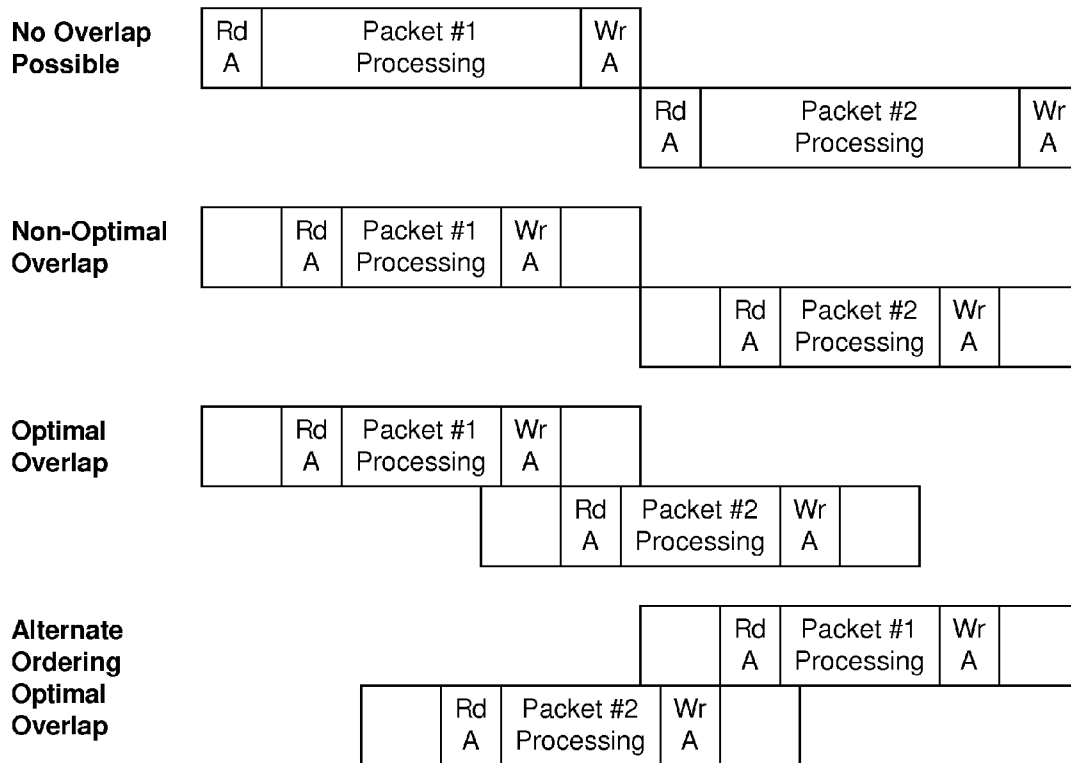 No Overlap
Possible
Rd
A
Packet #1
Processing
Wr
A
Rd
A
Packet #2
Processing
Wr
A
Non-Optimal
Overlap
Rd
A
Packet #1
Processing
Wr
A
Rd
A
Packet #2
Processing
Wr
A
Optimal
Overlap
Rd
A
Packet #1
Processing
Wr
A
Rd
A
Packet #2
Processing
Wr
A
Alternate
Ordering
Optimal
Overlap
Rd
A
Packet #1
Processing
Wr
A
Rd
A
Packet #2
Processing
Wr
A